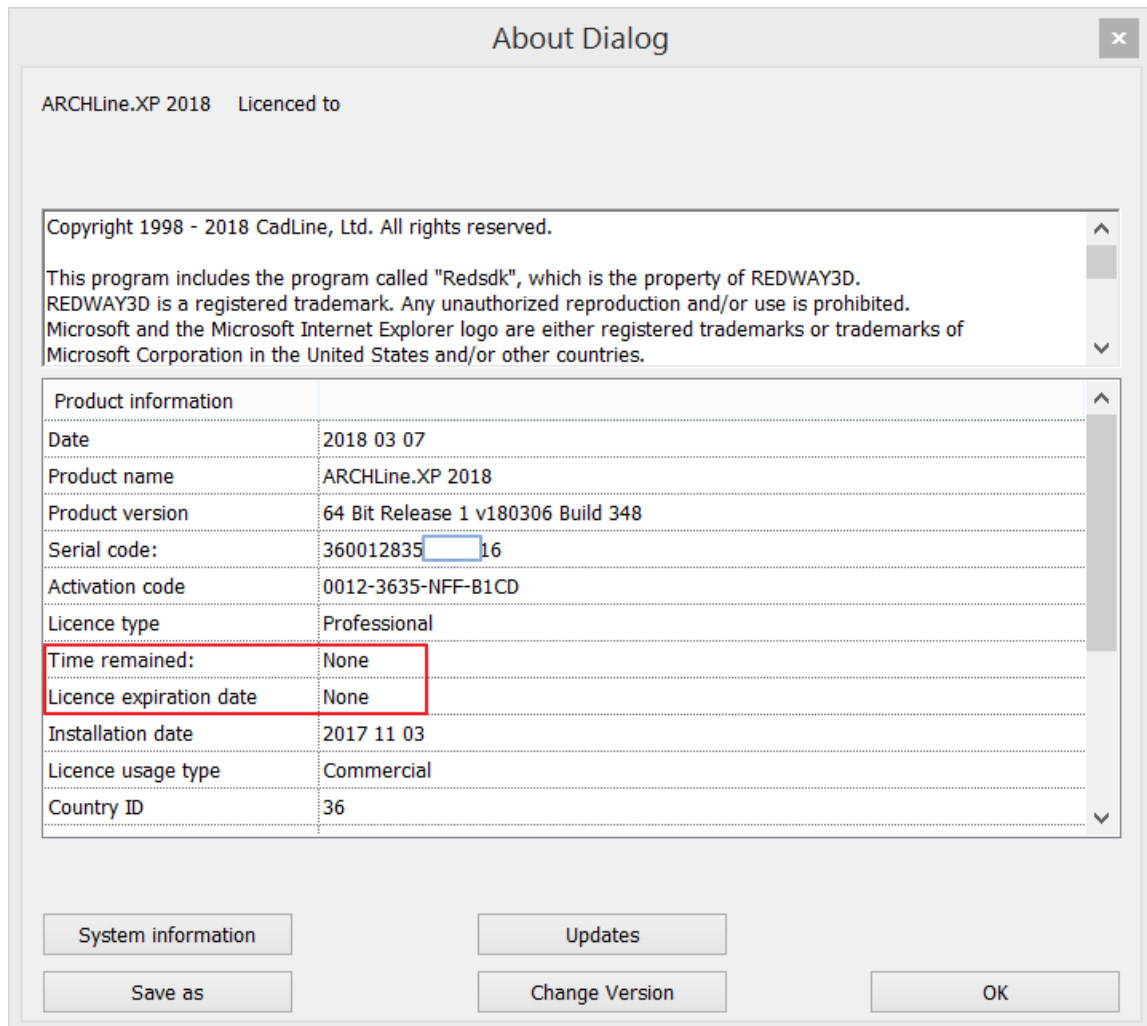 About Dialog
ARCHLine.XP 2018 Licenced to
Copyright 1998 - 2018 CadLine, Ltd. All rights reserved.
This program includes the program called "Redsdk", which is the property of REDWAY3D.
REDWAY3D is a registered trademark. Any unauthorized reproduction and/or use is prohibited.
Microsoft and the Microsoft Internet Explorer logo are either registered trademarks or trademarks of
Microsoft Corporation in the United States and/or other countries.
Product information
Date 2018 03 07
Product name ARCHLine.XP 2018
Product version 64 Bit Release 1 v180306 Build 348
Serial code: 360012835 16
Activation code 0012-3635-NFF-B1CD
Licence type Professional
Time remained: None
Licence expiration date None
Installation date 2017 11 03
Licence usage type Commercial
Country ID 36
System information Updates
Save as Change Version OK